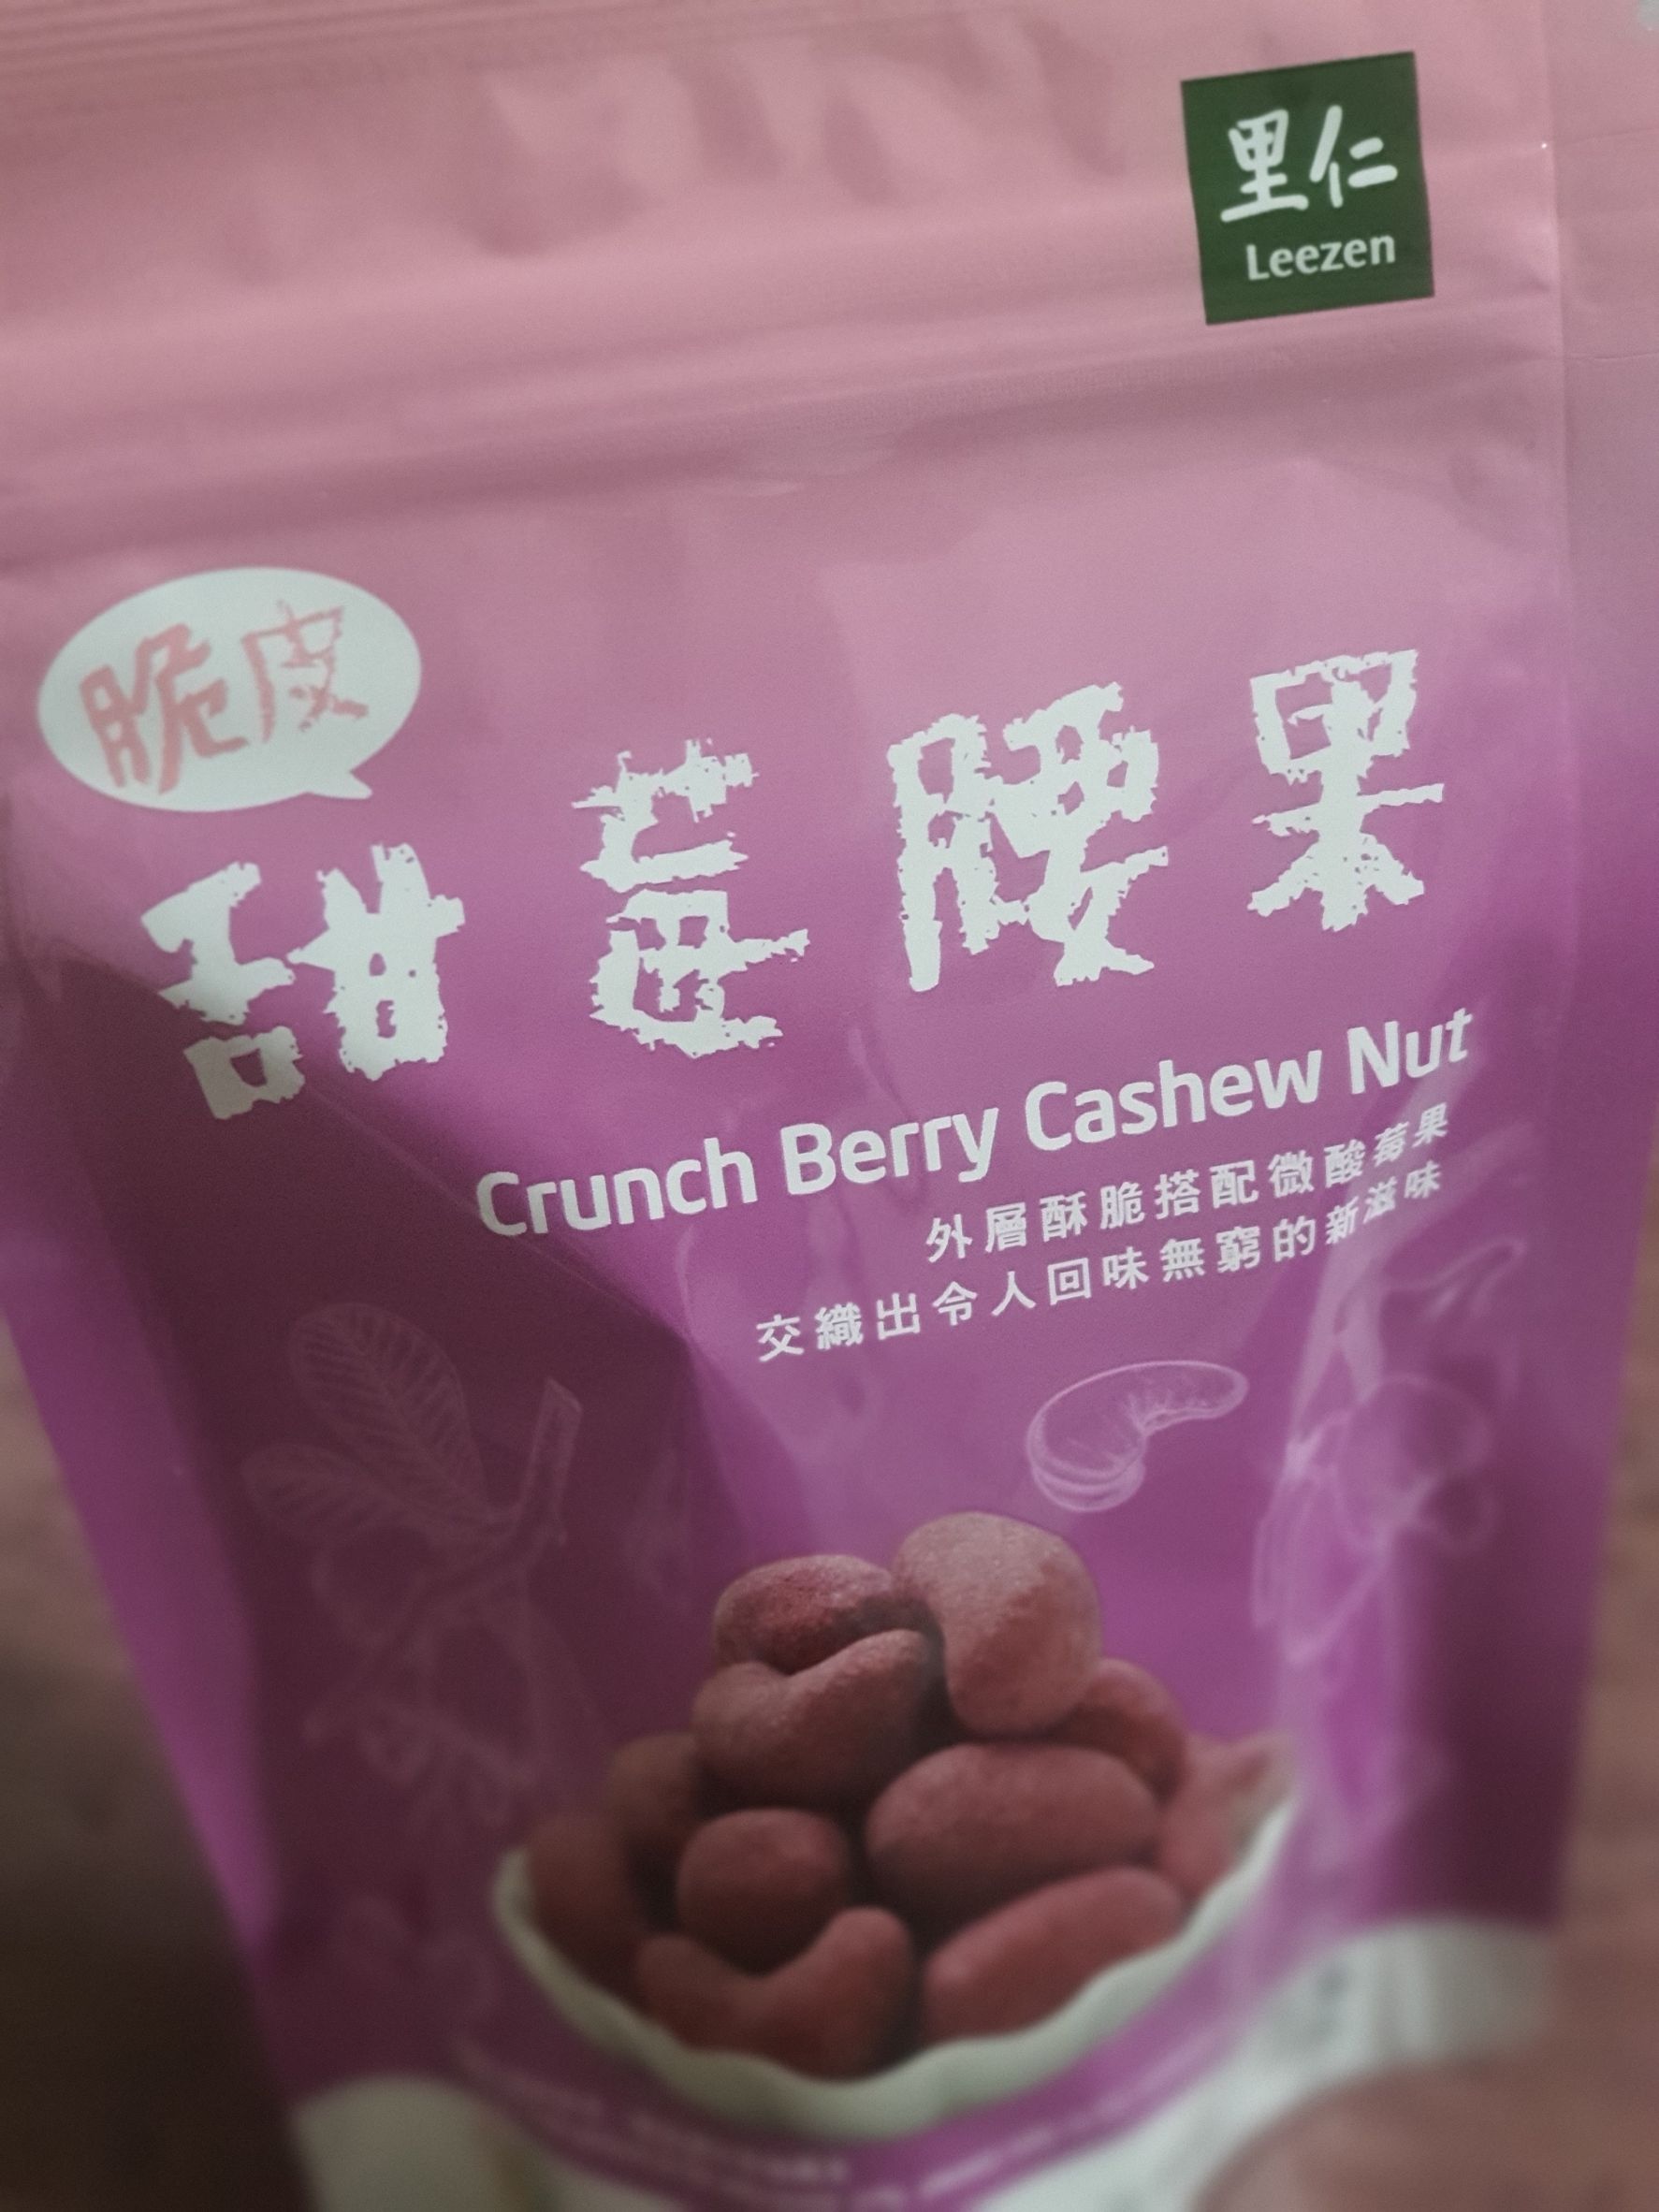 里仁
Leezen
脆皮
甜莓腰果
Crunch Berry Cashew Nut
外層酥脆搭配微酸莓果
交織出令人回味無窮的新滋味